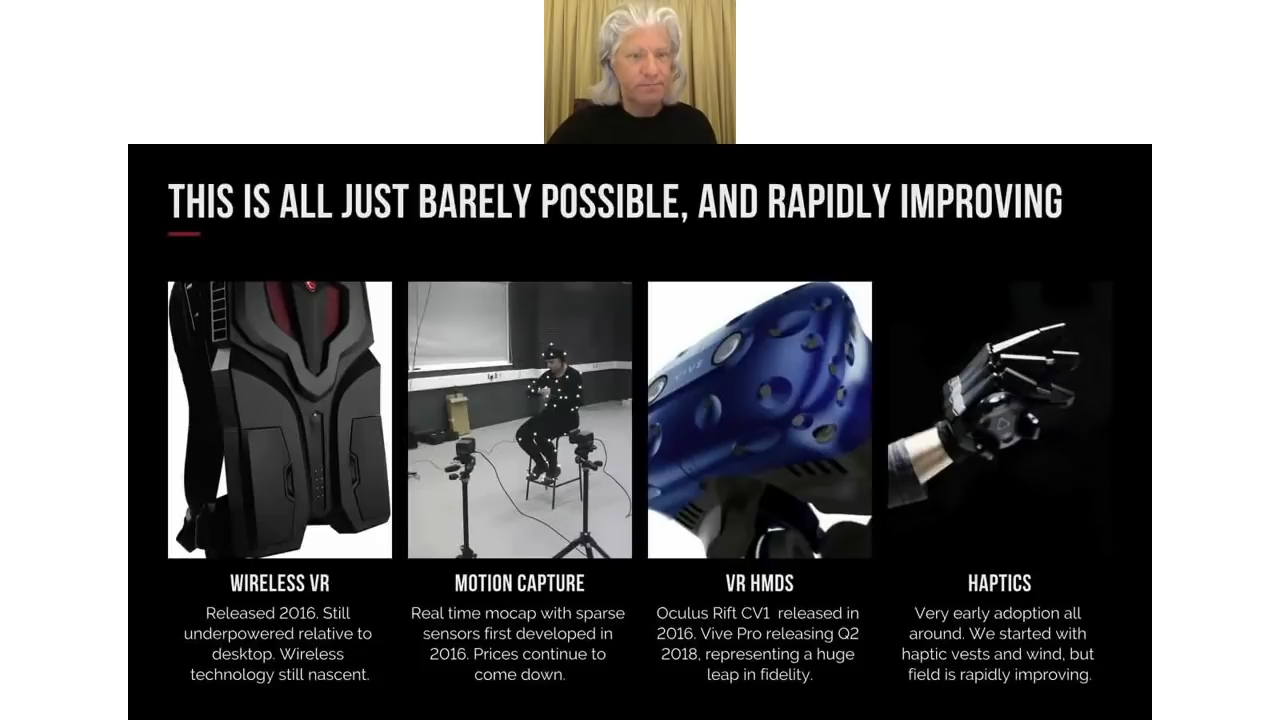 THIS IS ALL JUST BARELY POSSIBLE, AND RAPIDLY IMPROVING
VIVE
WIRELESS VR
Released 2016. Still
underpowered relative to
desktop. Wireless
technology still nascent.
MOTION CAPTURE
Real time mocap with sparse
sensors first developed in
2016. Prices continue to
come down.
VR HMDS
Oculus Rift CV1 released in
2016. Vive Pro releasing Q2
2018, representing a huge
leap in fidelity.
HAPTICS
Very early adoption all
around. We started with
haptic vests and wind, but
field is rapidly improving.